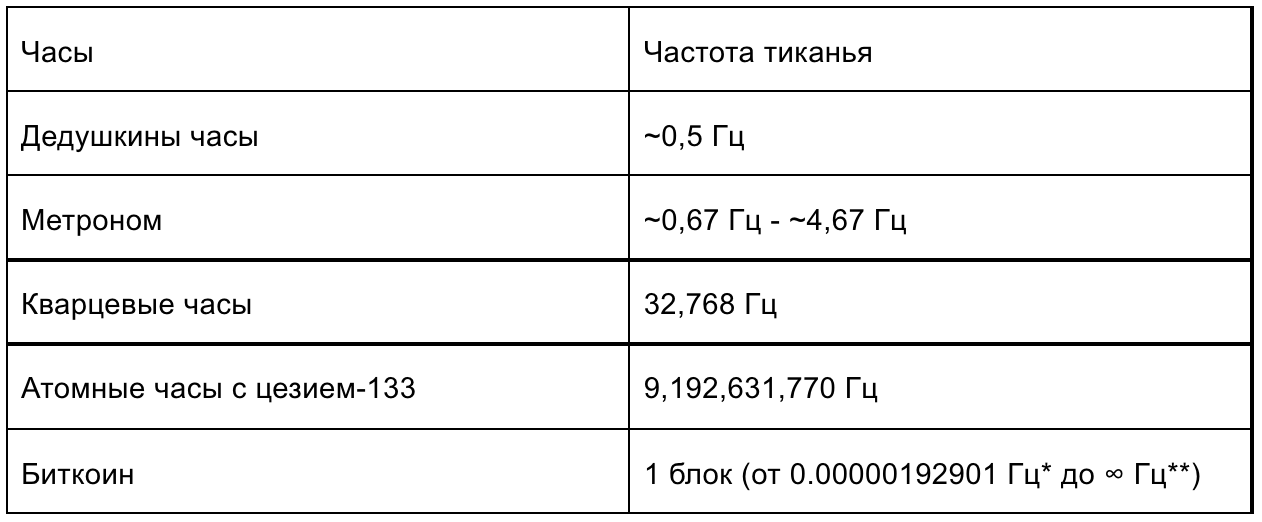 Часы Частота тиканья
Дедушкины часы ~0,5 Гц
Метроном ~0,67 Гц - ~4,67 Гц
Кварцевые часы 32,768 Гц
Атомные часы с цезием-133 9,192,631,770 Гц
Биткоин 1 блок (от 0.00000192901 Гц* до ∞ Гц**)